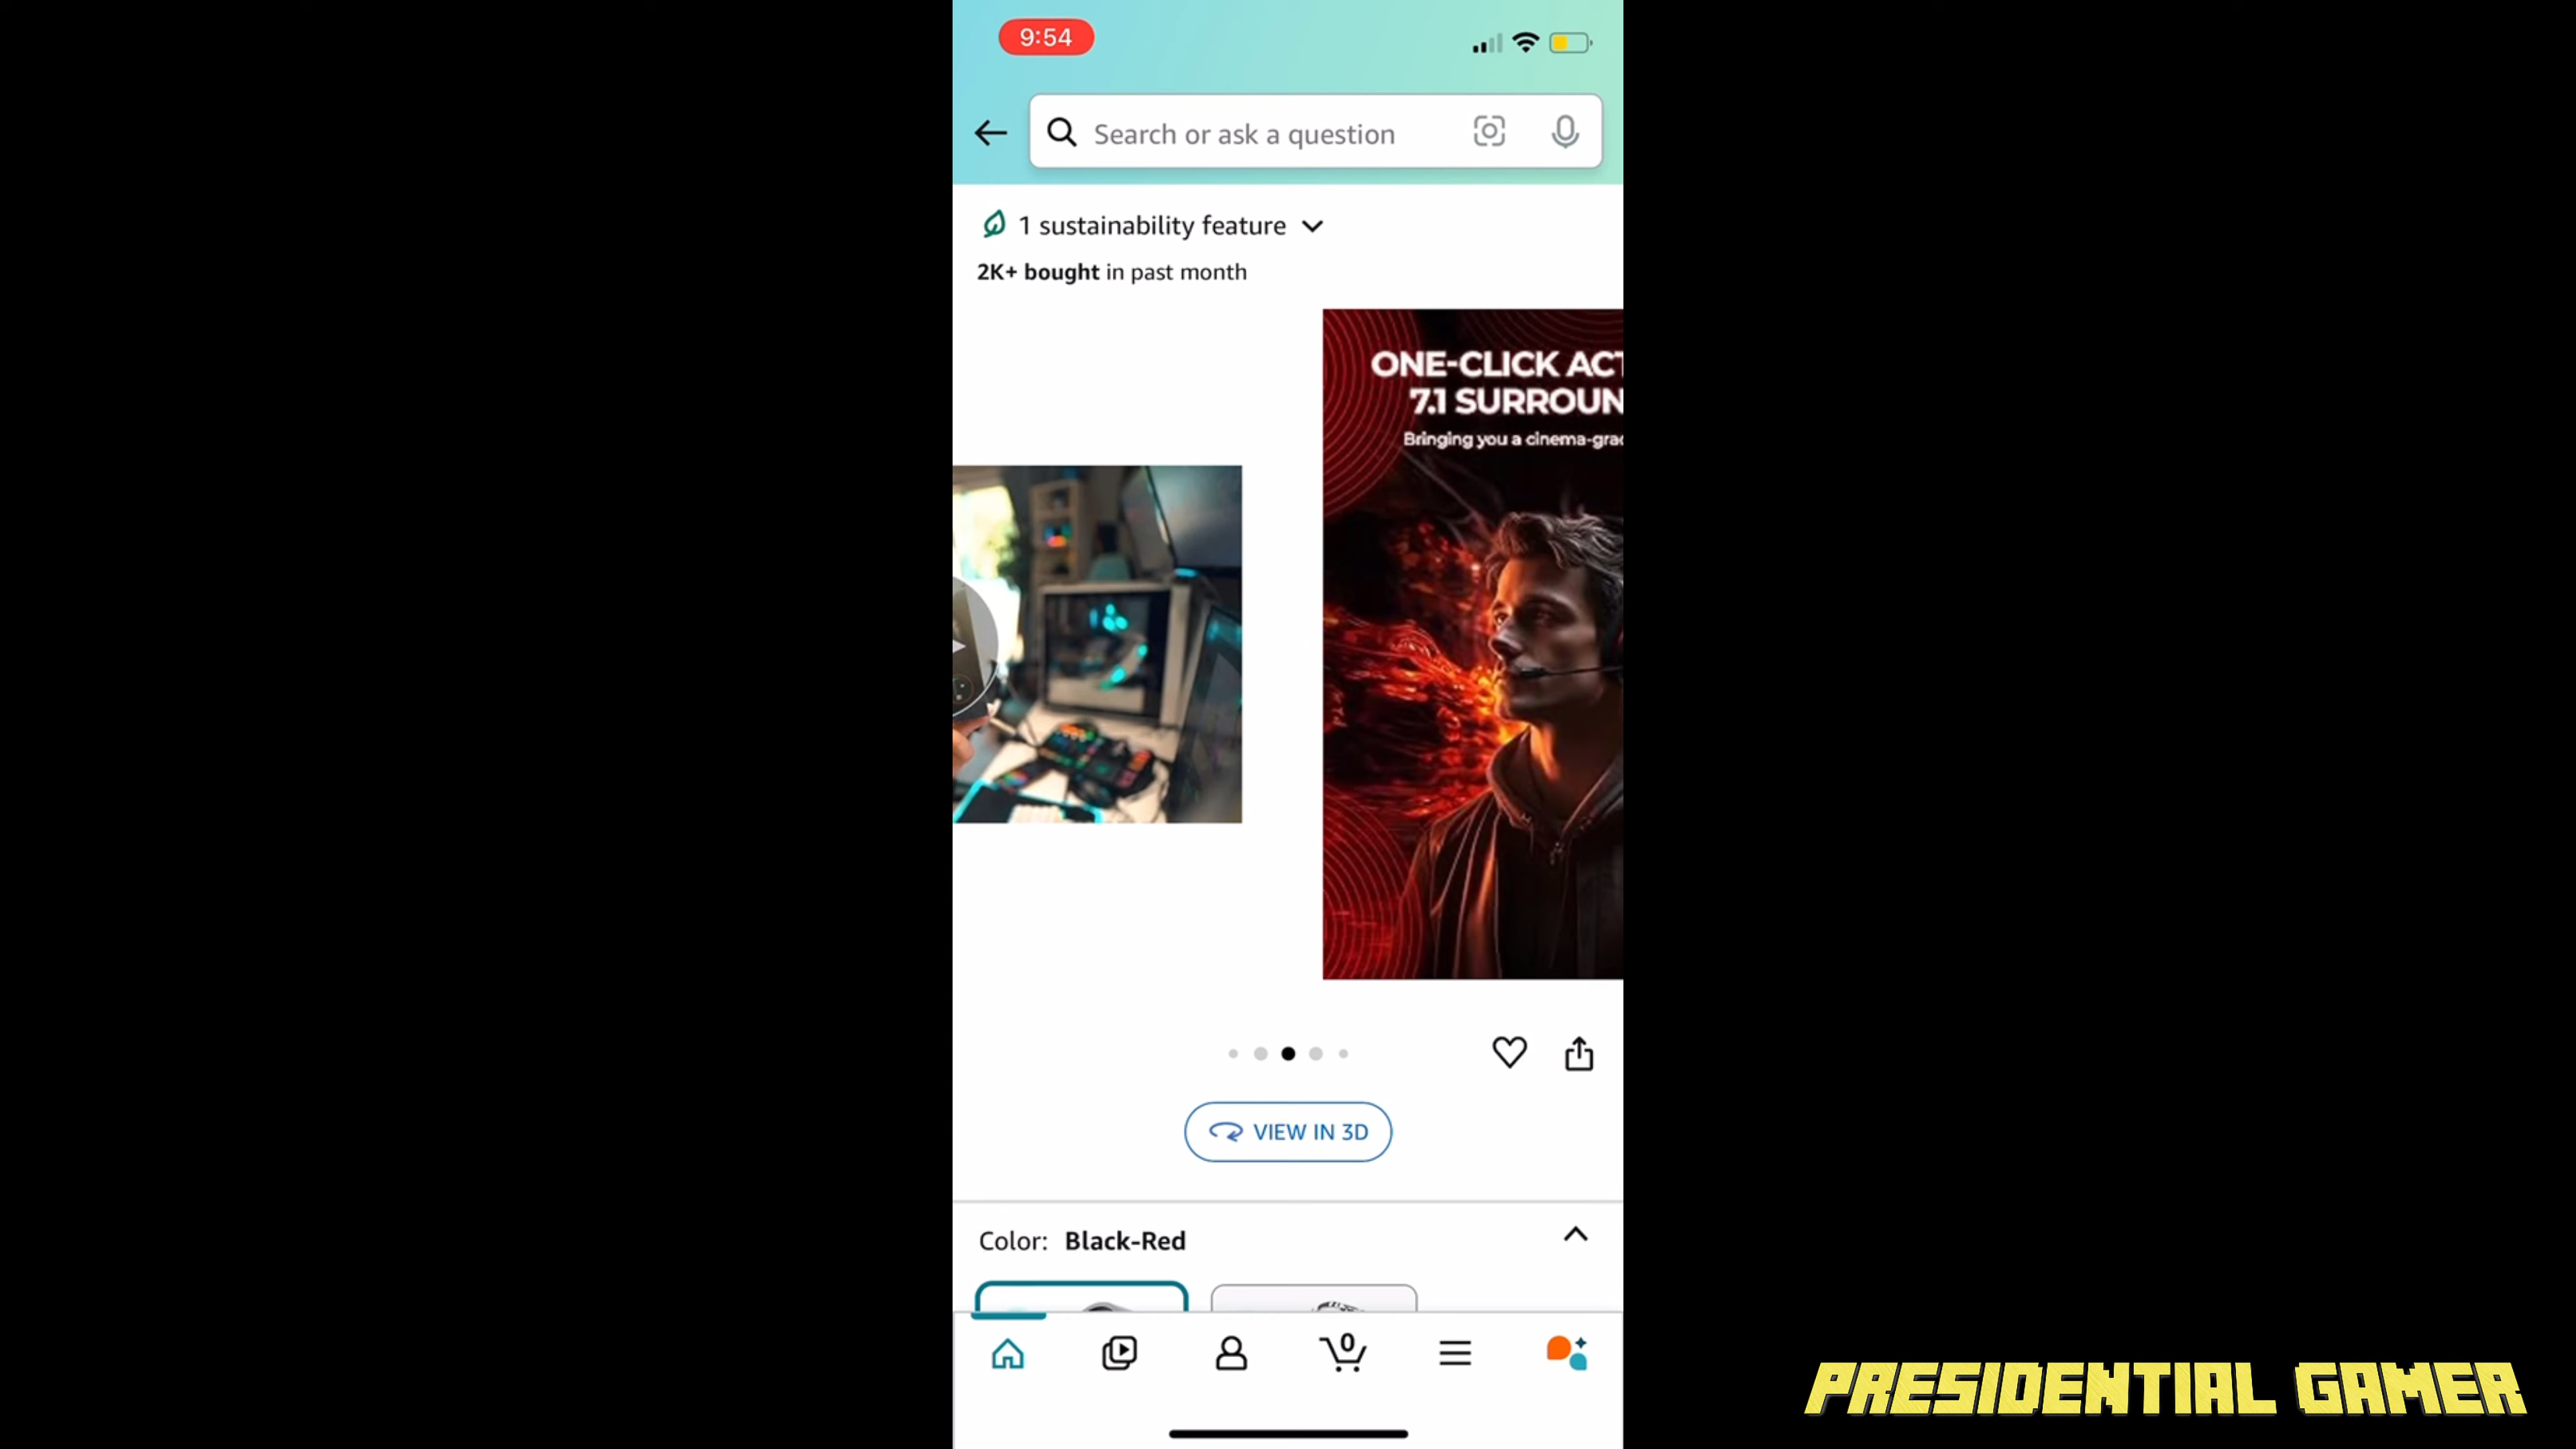 9:54
Search or ask a question
1 sustainability feature
2K+ bought in past month
ONE-CLICK ACT
7.1 SURROUN
Bringing you a cinema-grad
VIEW IN 3D
Color: Black-Red
0
PRESIDENTIAL GAMER